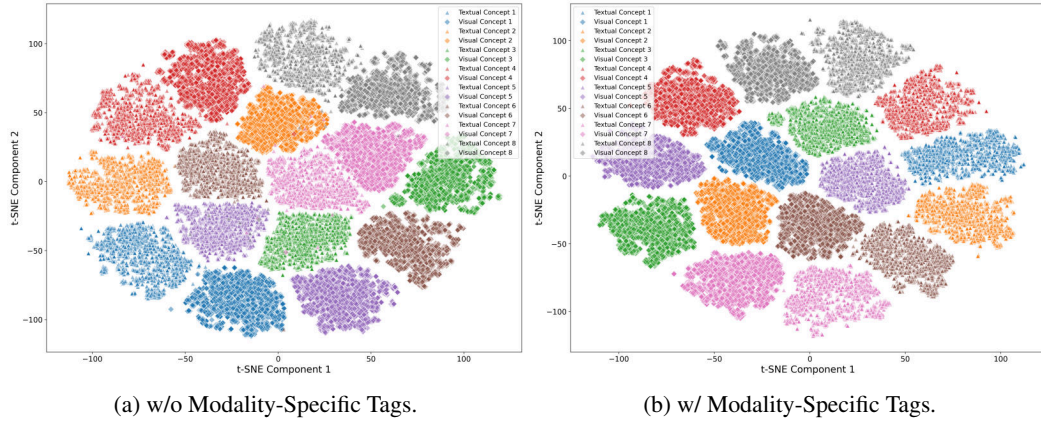 Textual Concept 1
Visual Concept 1
Textual Concept 2
Visual Concept 2
Textual Concept 3
Visual Concept 3
Textual Concept 4
Visual Concept 4
Textual Concept 5
Visual Concept 5
Textual Concept 6
Visual Concept 6
Textual Concept 7
Visual Concept 7
Textual Concept 8
Visual Concept 8
100
50
0
−50
−100
t-SNE Component 2
−100
−50
0
50
100
t-SNE Component 1
(a) w/o Modality-Specific Tags.
Textual Concept 1
Visual Concept 1
Textual Concept 2
Visual Concept 2
Textual Concept 3
Visual Concept 3
Textual Concept 4
Visual Concept 4
Textual Concept 5
Visual Concept 5
Textual Concept 6
Visual Concept 6
Textual Concept 7
Visual Concept 7
Textual Concept 8
Visual Concept 8
100
50
0
−50
−100
t-SNE Component 2
−100
−50
0
50
100
t-SNE Component 1
(b) w/ Modality-Specific Tags.